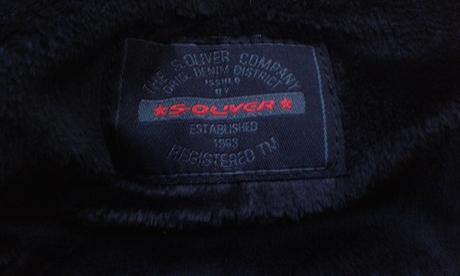 THE S.OLIVER COMPANY
ORIG. DENIM DISTRICT
ISSUED
BY
★S-OLIVER★
ESTABLISHED
1969
REGISTERED TM